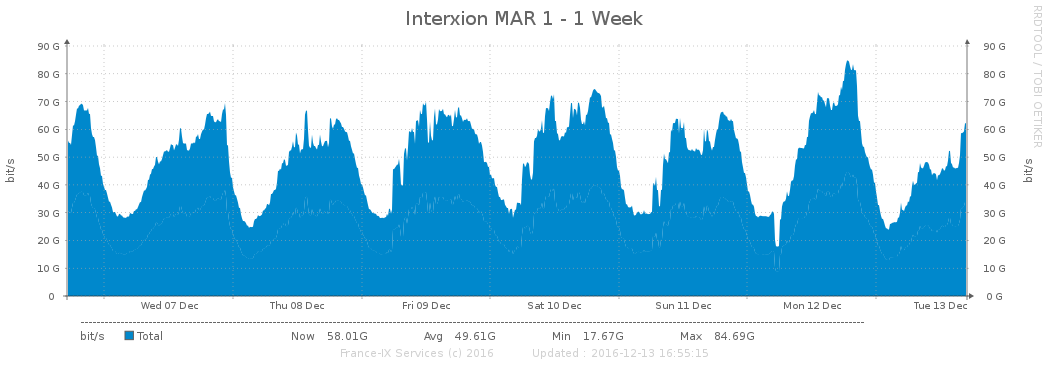 Interxion MAR 1 - 1 Week
RRDTOOL / TOBI OETIKER
90 G 90 G
80 G 80 G
70 G 70 G
60 G 60 G
50 G 50 G
40 G 40 G
30 G 30 G
20 G 20 G
10 G 10 G
0 0 G
bit/s
bit/s
Wed 07 Dec Thu 08 Dec Fri 09 Dec Sat 10 Dec Sun 11 Dec Mon 12 Dec Tue 13 Dec
bit/s Total Now 58.01G Avg 49.61G Min 17.67G Max 84.69G
France-IX Services (c) 2016 Updated : 2016-12-13 16:55:15